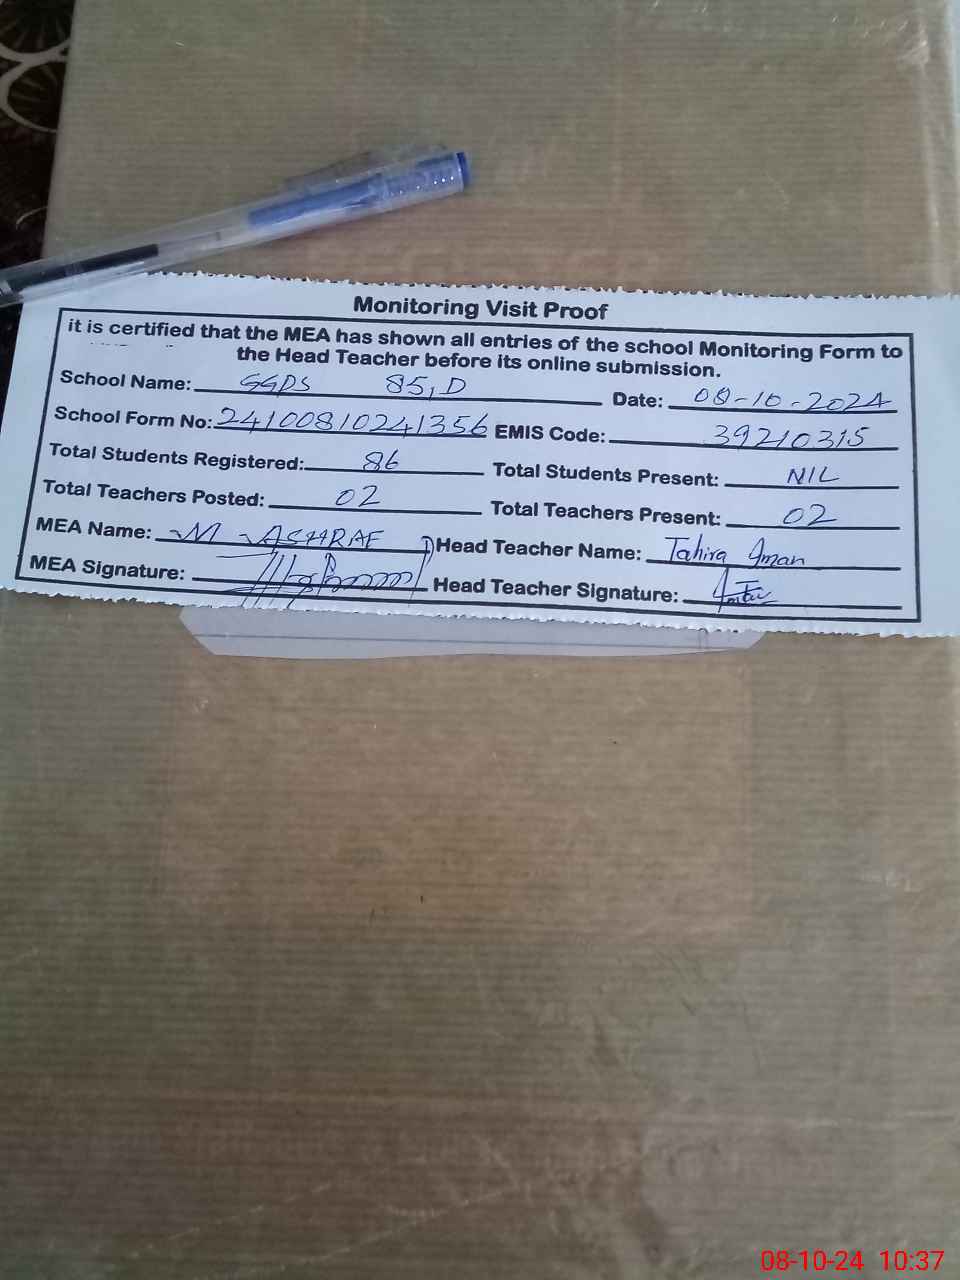 Monitoring Visit Proof
it is certified that the MEA has shown all entries of the school Monitoring Form to
the Head Teacher before its online submission.
School Name: GGPS 85, D Date: 08-10-2024
School Form No: 24100810241356 EMIS Code: 39210315
Total Students Registered: 86 Total Students Present: NIL
Total Teachers Posted: 02 Total Teachers Present: 02
MEA Name: M ASHRAF Head Teacher Name: Tahira Iman
MEA Signature: Head Teacher Signature:
08-10-24 10:37